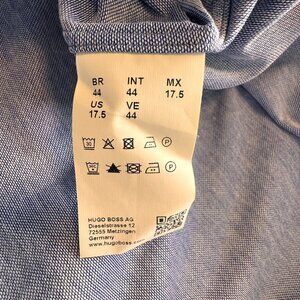 BR INT MX
44 44 17.5
US VE
17.5 44
30
P
P
HUGO BOSS AG
Dieselstrasse 12
72555 Metzingen
Germany
www.hugoboss.com